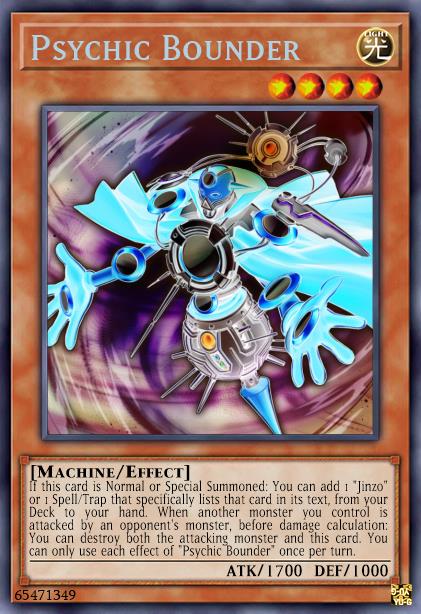 PSYCHIC BOUNDER
LIGHT
光
[MACHINE/EFFECT]
If this card is Normal or Special Summoned: You can add 1 "Jinzo"
or 1 Spell/Trap that specifically lists that card in its text, from your
Deck to your hand. When another monster you control is
attacked by an opponent's monster, before damage calculation:
You can destroy both the attacking monster and this card. You
can only use each effect of "Psychic Bounder" once per turn.
ATK/1700 DEF/1000
65471349